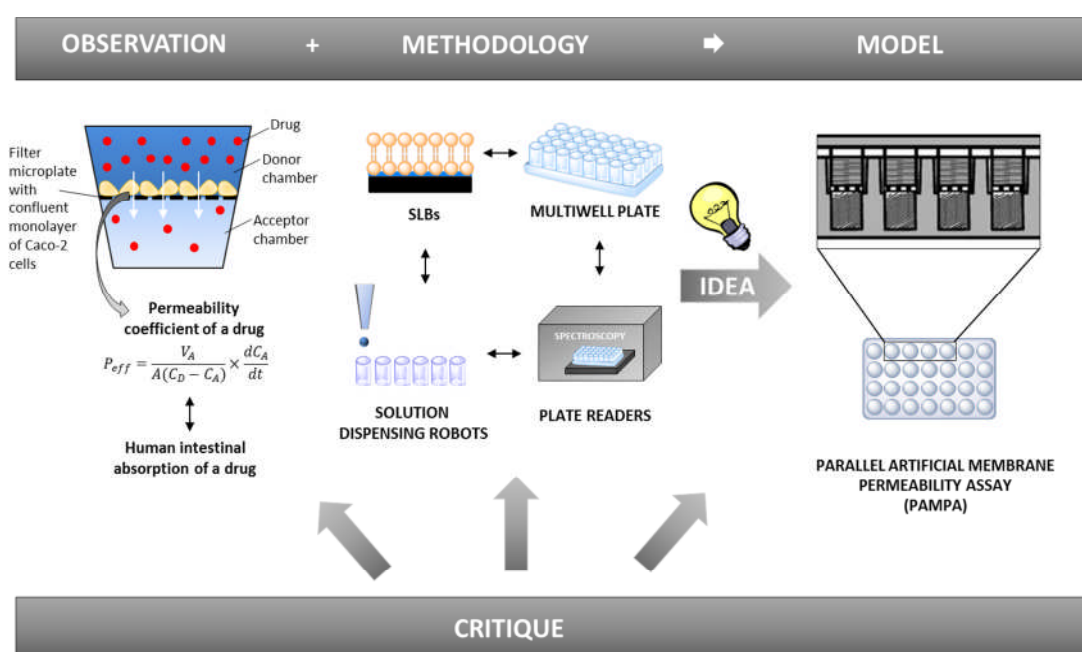 OBSERVATION + METHODOLOGY MODEL
Drug
Donor
chamber
Filter
microplate
with
confluent
monolayer
of Caco-2
cells
Acceptor
chamber
Permeability
coefficient of a drug
P_eff = V_A / A(C_D − C_A) × dC_A / dt
Human intestinal
absorption of a drug
SLBs
MULTIWELL PLATE
SOLUTION
DISPENSING ROBOTS
SPECTROSCOPY
PLATE READERS
IDEA
PARALLEL ARTIFICIAL MEMBRANE
PERMEABILITY ASSAY
(PAMPA)
CRITIQUE